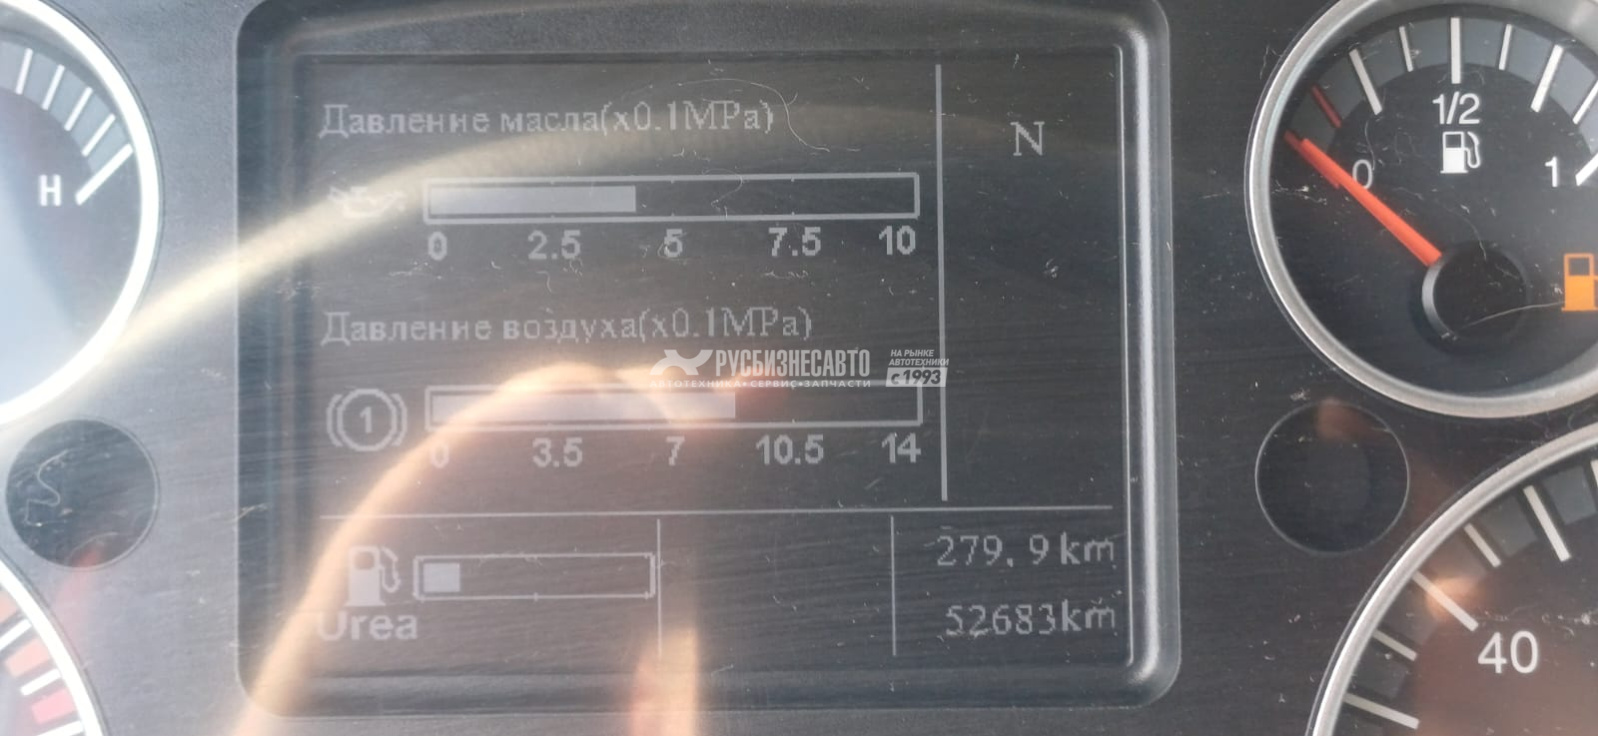 Давление масла(x0.1MPa)
N
0 2.5 5 7.5 10
Давление воздуха(x0.1MPa)
РУСБИЗНЕСАВТО
АВТОТЕХНИКА•СЕРВИС•ЗАПЧАСТИ
НА РЫНКЕ
АВТОТЕХНИКИ
с 1993
1
0 3.5 7 10.5 14
279.9 km
52683km
Urea
H
0 1/2 1
40